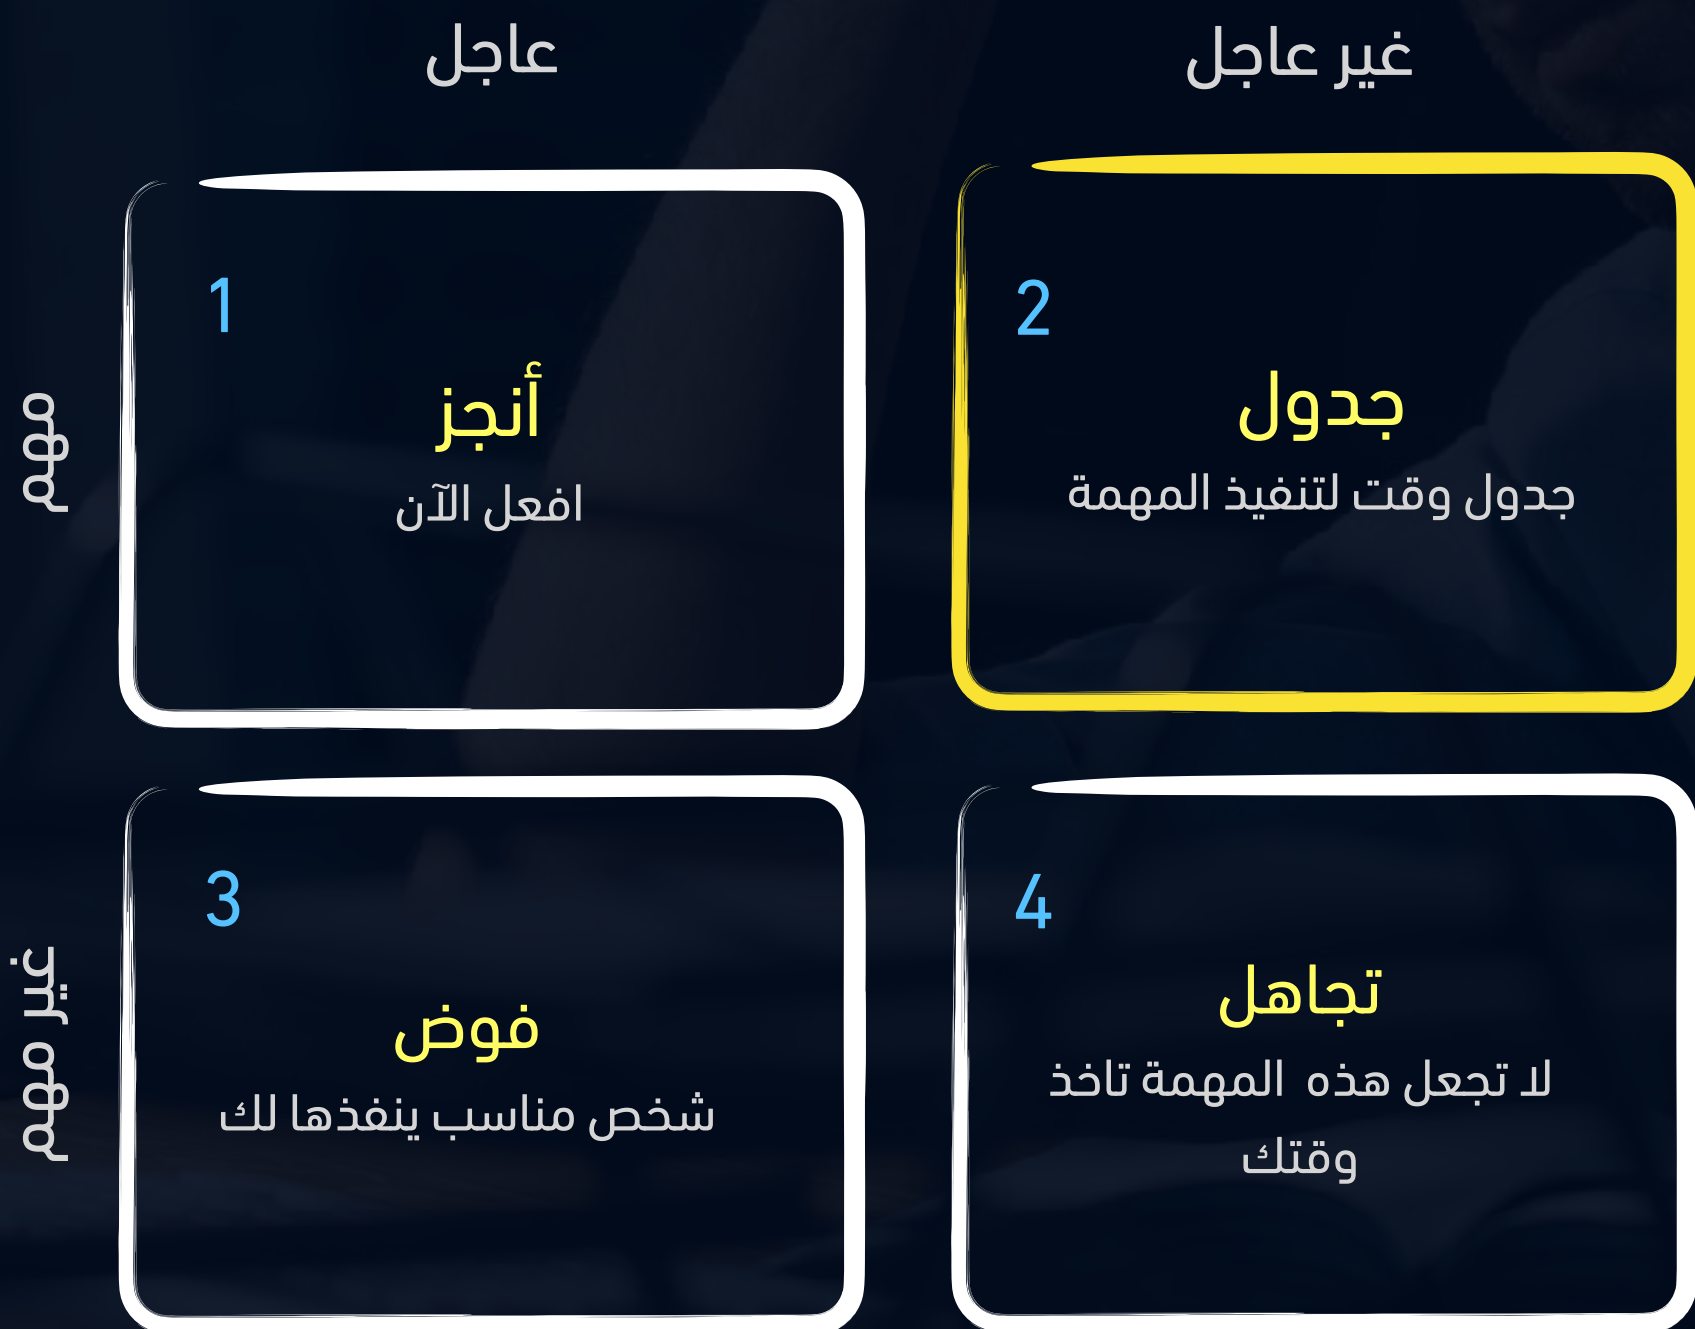 عاجل
غير عاجل
مهم
1
أنجز
افعل الآن
2
جدول
جدول وقت لتنفيذ المهمة
غير مهم
3
فوض
شخص مناسب ينفذها لك
4
تجاهل
لا تجعل هذه المهمة تاخذ
وقتك